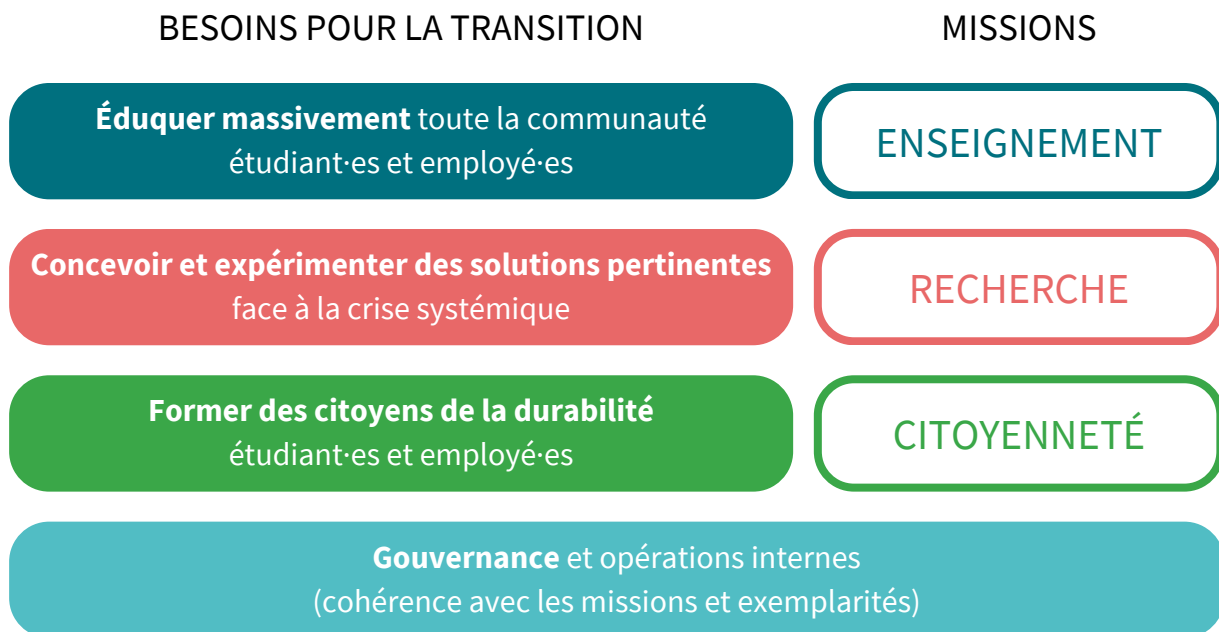 BESOINS POUR LA TRANSITION
MISSIONS
Éduquer massivement toute la communauté
étudiant·es et employé·es
ENSEIGNEMENT
Concevoir et expérimenter des solutions pertinentes
face à la crise systémique
RECHERCHE
Former des citoyens de la durabilité
étudiant·es et employé·es
CITOYENNETÉ
Gouvernance et opérations internes
(cohérence avec les missions et exemplarités)